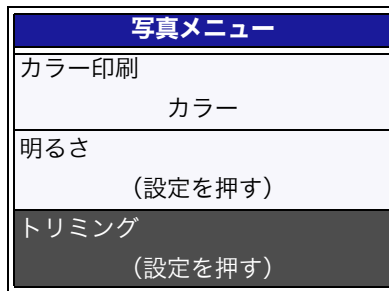 写真メニュー
カラー印刷
カラー
明るさ
（設定を押す）
トリミング
（設定を押す）